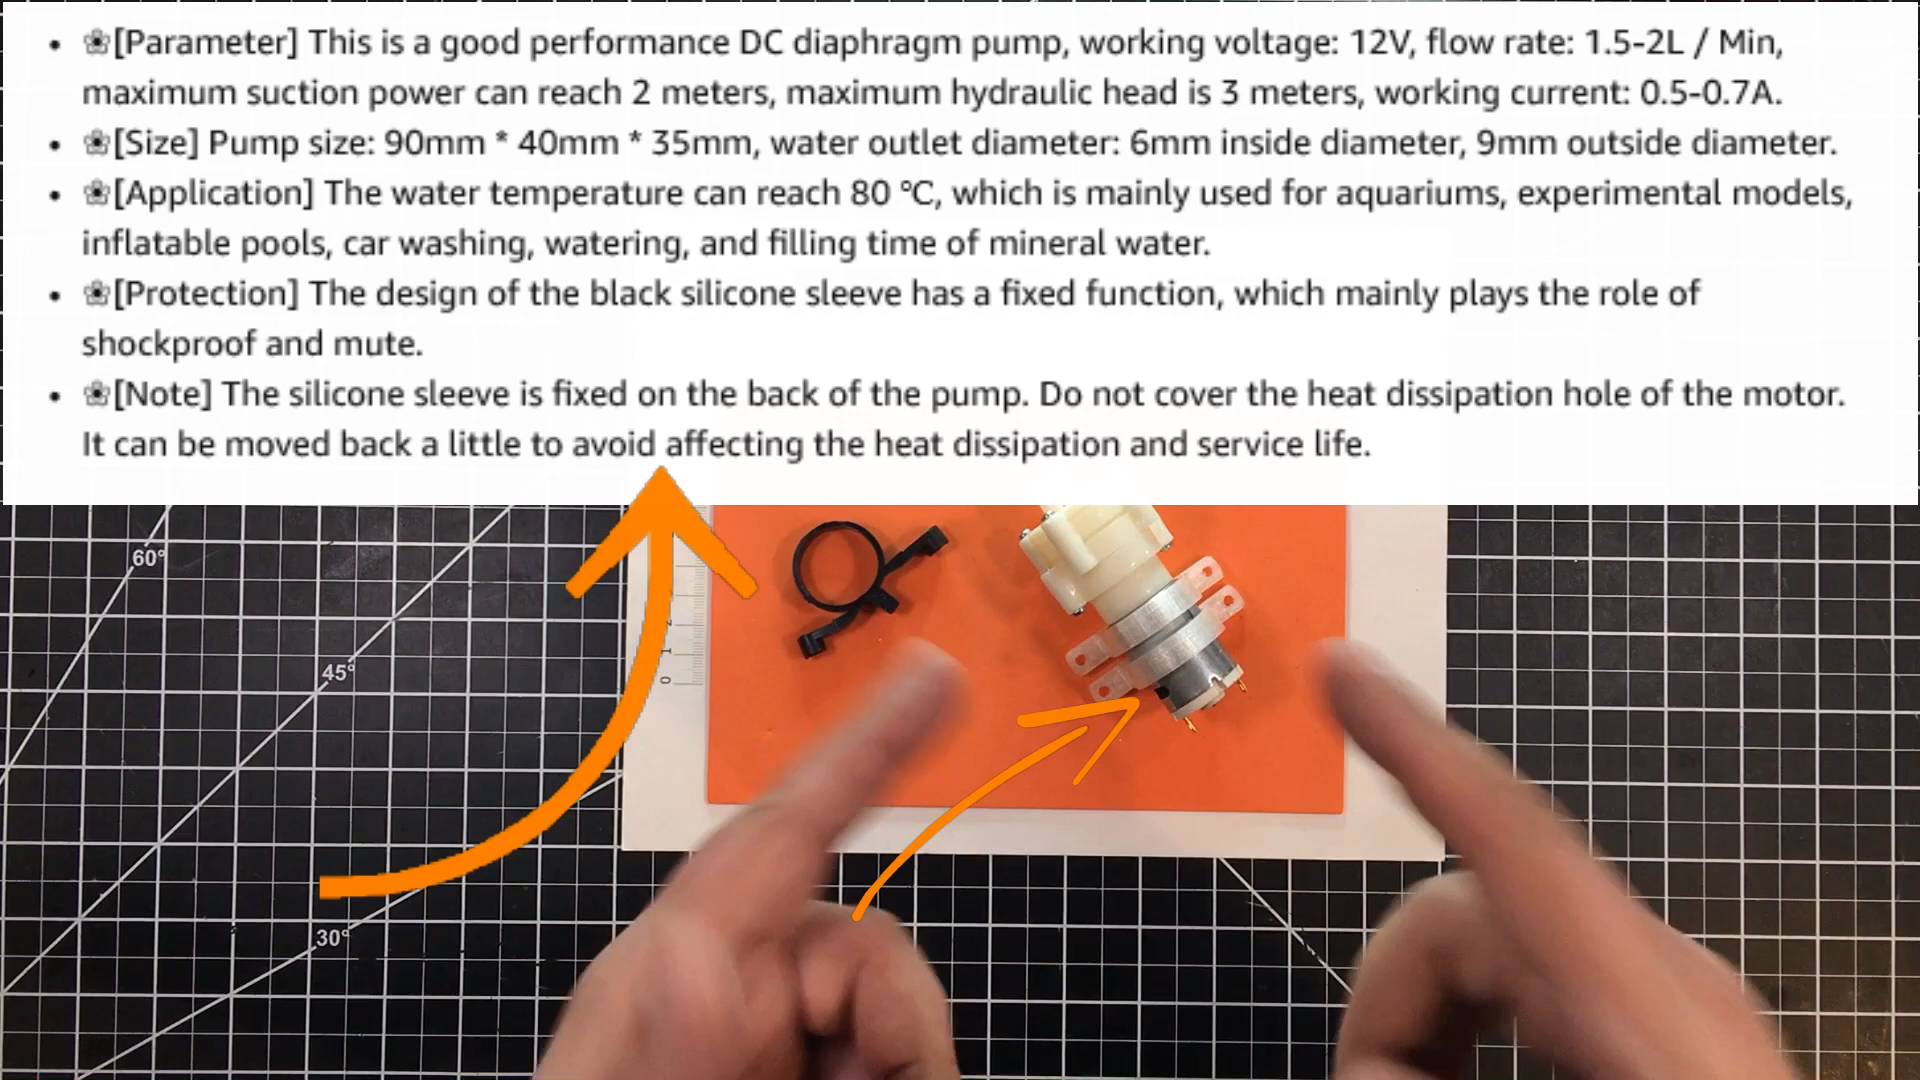 • ❀[Parameter] This is a good performance DC diaphragm pump, working voltage: 12V, flow rate: 1.5-2L / Min,
maximum suction power can reach 2 meters, maximum hydraulic head is 3 meters, working current: 0.5-0.7A.
• ❀[Size] Pump size: 90mm * 40mm * 35mm, water outlet diameter: 6mm inside diameter, 9mm outside diameter.
• ❀[Application] The water temperature can reach 80 ℃, which is mainly used for aquariums, experimental models,
inflatable pools, car washing, watering, and filling time of mineral water.
• ❀[Protection] The design of the black silicone sleeve has a fixed function, which mainly plays the role of
shockproof and mute.
• ❀[Note] The silicone sleeve is fixed on the back of the pump. Do not cover the heat dissipation hole of the motor.
It can be moved back a little to avoid affecting the heat dissipation and service life.
60°
45°
30°
2
1
0